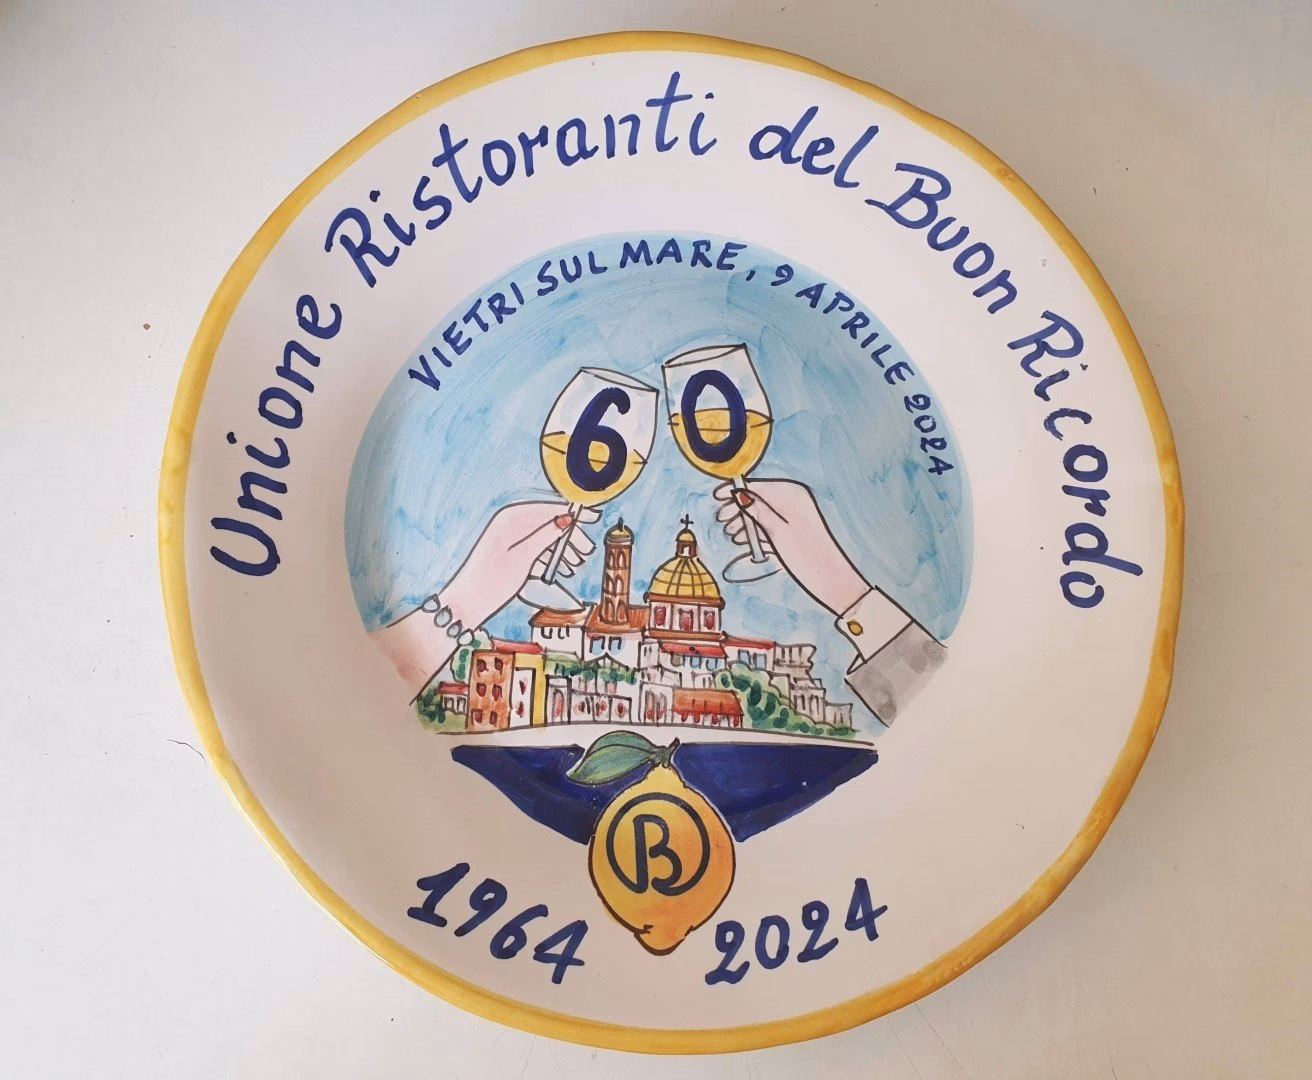 Unione Ristoranti del Buon Ricordo
VIETRI SUL MARE, 9 APRILE 2024
60
B
1964 2024